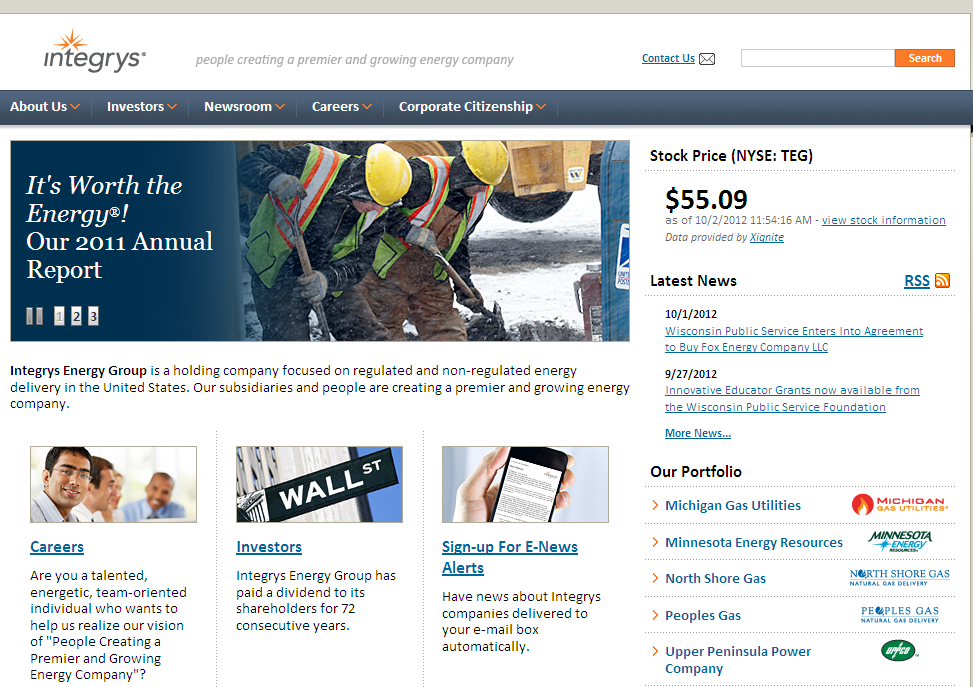 integrys®
people creating a premier and growing energy company
Contact Us
Search
About Us
Investors
Newsroom
Careers
Corporate Citizenship
It's Worth the
Energy®!
Our 2011 Annual
Report
1 2 3
Integrys Energy Group is a holding company focused on regulated and non-regulated energy
delivery in the United States. Our subsidiaries and people are creating a premier and growing energy
company.
WALL ST
Careers
Are you a talented,
energetic, team-oriented
individual who wants to
help us realize our vision
of "People Creating a
Premier and Growing
Energy Company"?
Investors
Integrys Energy Group has
paid a dividend to its
shareholders for 72
consecutive years.
Sign-up For E-News
Alerts
Have news about Integrys
companies delivered to
your e-mail box
automatically.
Stock Price (NYSE: TEG)
$55.09
as of 10/2/2012 11:54:16 AM - view stock information
Data provided by Xignite
Latest News
RSS
10/1/2012
Wisconsin Public Service Enters Into Agreement
to Buy Fox Energy Company LLC
9/27/2012
Innovative Educator Grants now available from
the Wisconsin Public Service Foundation
More News...
Our Portfolio
Michigan Gas Utilities
MICHIGAN
GAS UTILITIES
Minnesota Energy Resources
MINNESOTA
ENERGY
RESOURCES
North Shore Gas
NORTH SHORE GAS
NATURAL GAS DELIVERY
Peoples Gas
PEOPLES GAS
NATURAL GAS DELIVERY
Upper Peninsula Power
Company
UPPCO